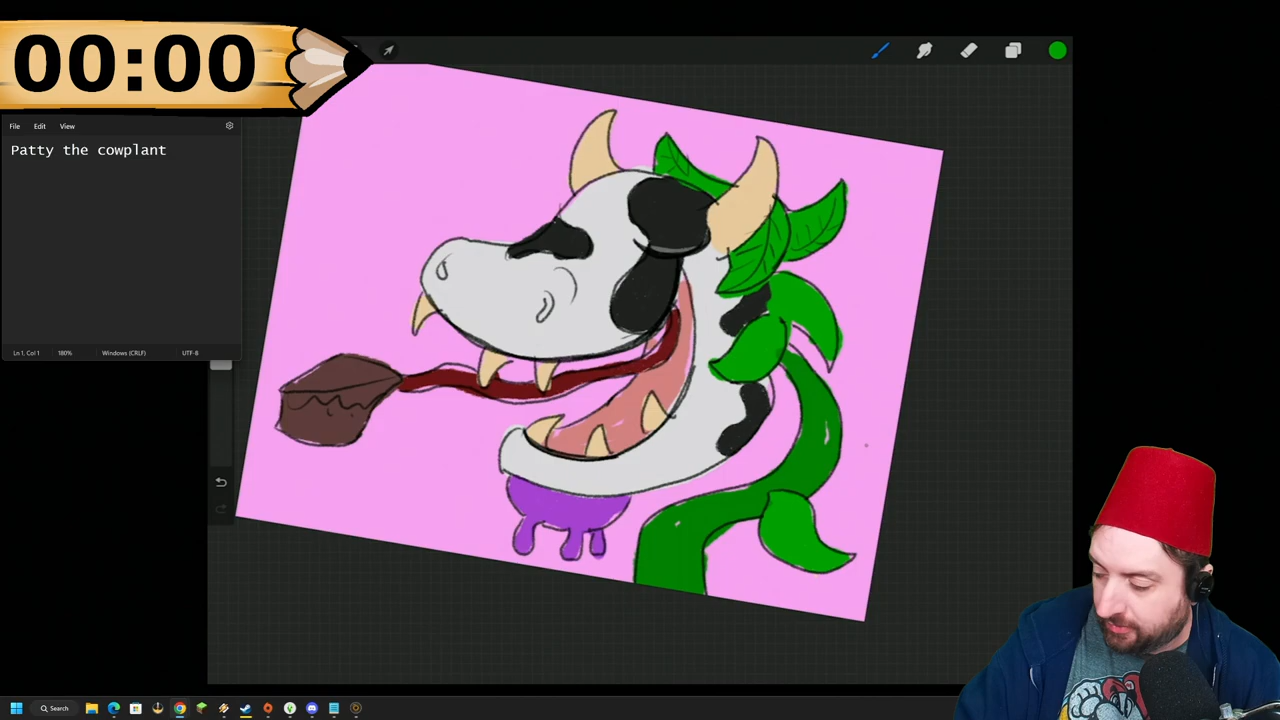 00:00
File Edit View
Patty the cowplant
Ln 1, Col 1 180% Windows (CRLF) UTF-8
Search